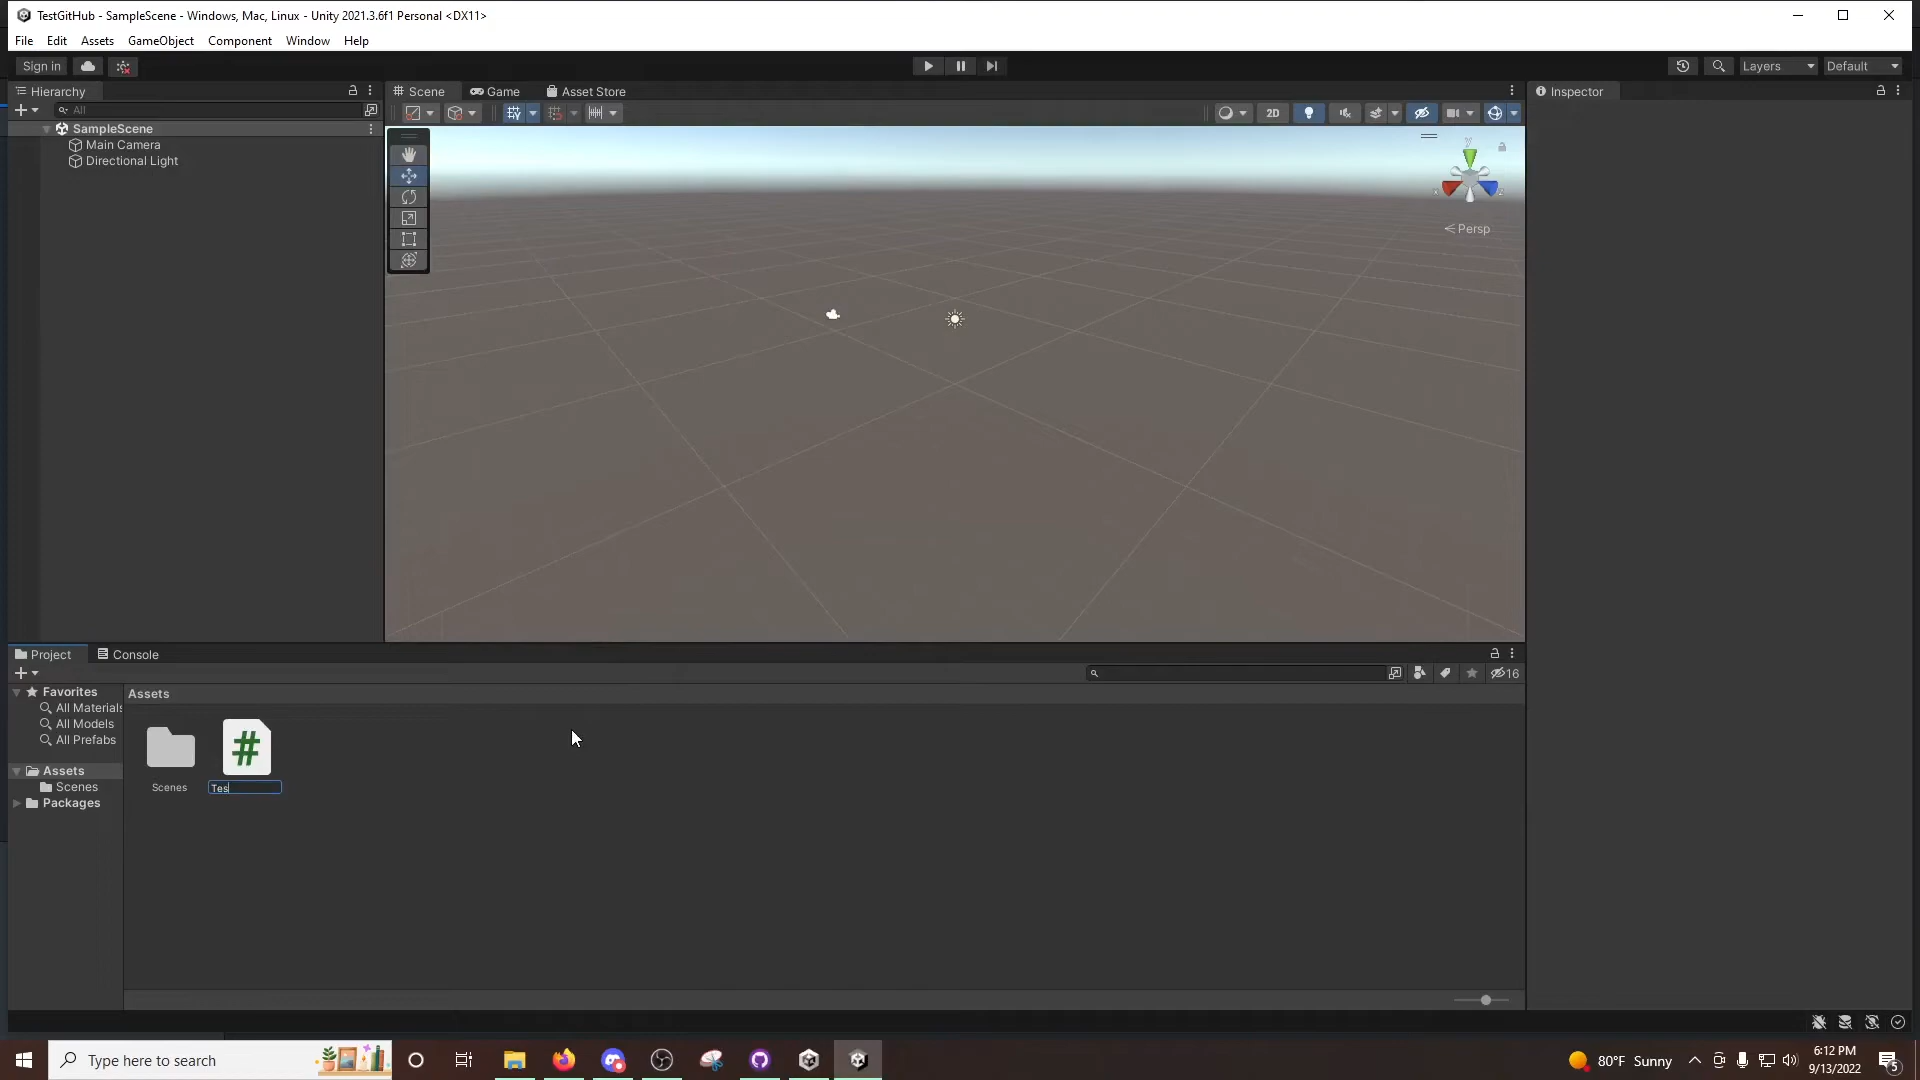 TestGitHub - SampleScene - Windows, Mac, Linux - Unity 2021.3.6f1 Personal <DX11>
File Edit Assets GameObject Component Window Help
Sign in
Layers
Default
Hierarchy
All
SampleScene
Main Camera
Directional Light
Scene
Game
Asset Store
2D
y
x
Persp
Inspector
Project
Console
16
Favorites
All Materials
All Models
All Prefabs
Assets
Scenes
Packages
Assets
Scenes
Tes
#
Type here to search
80°F Sunny
6:12 PM
9/13/2022
5